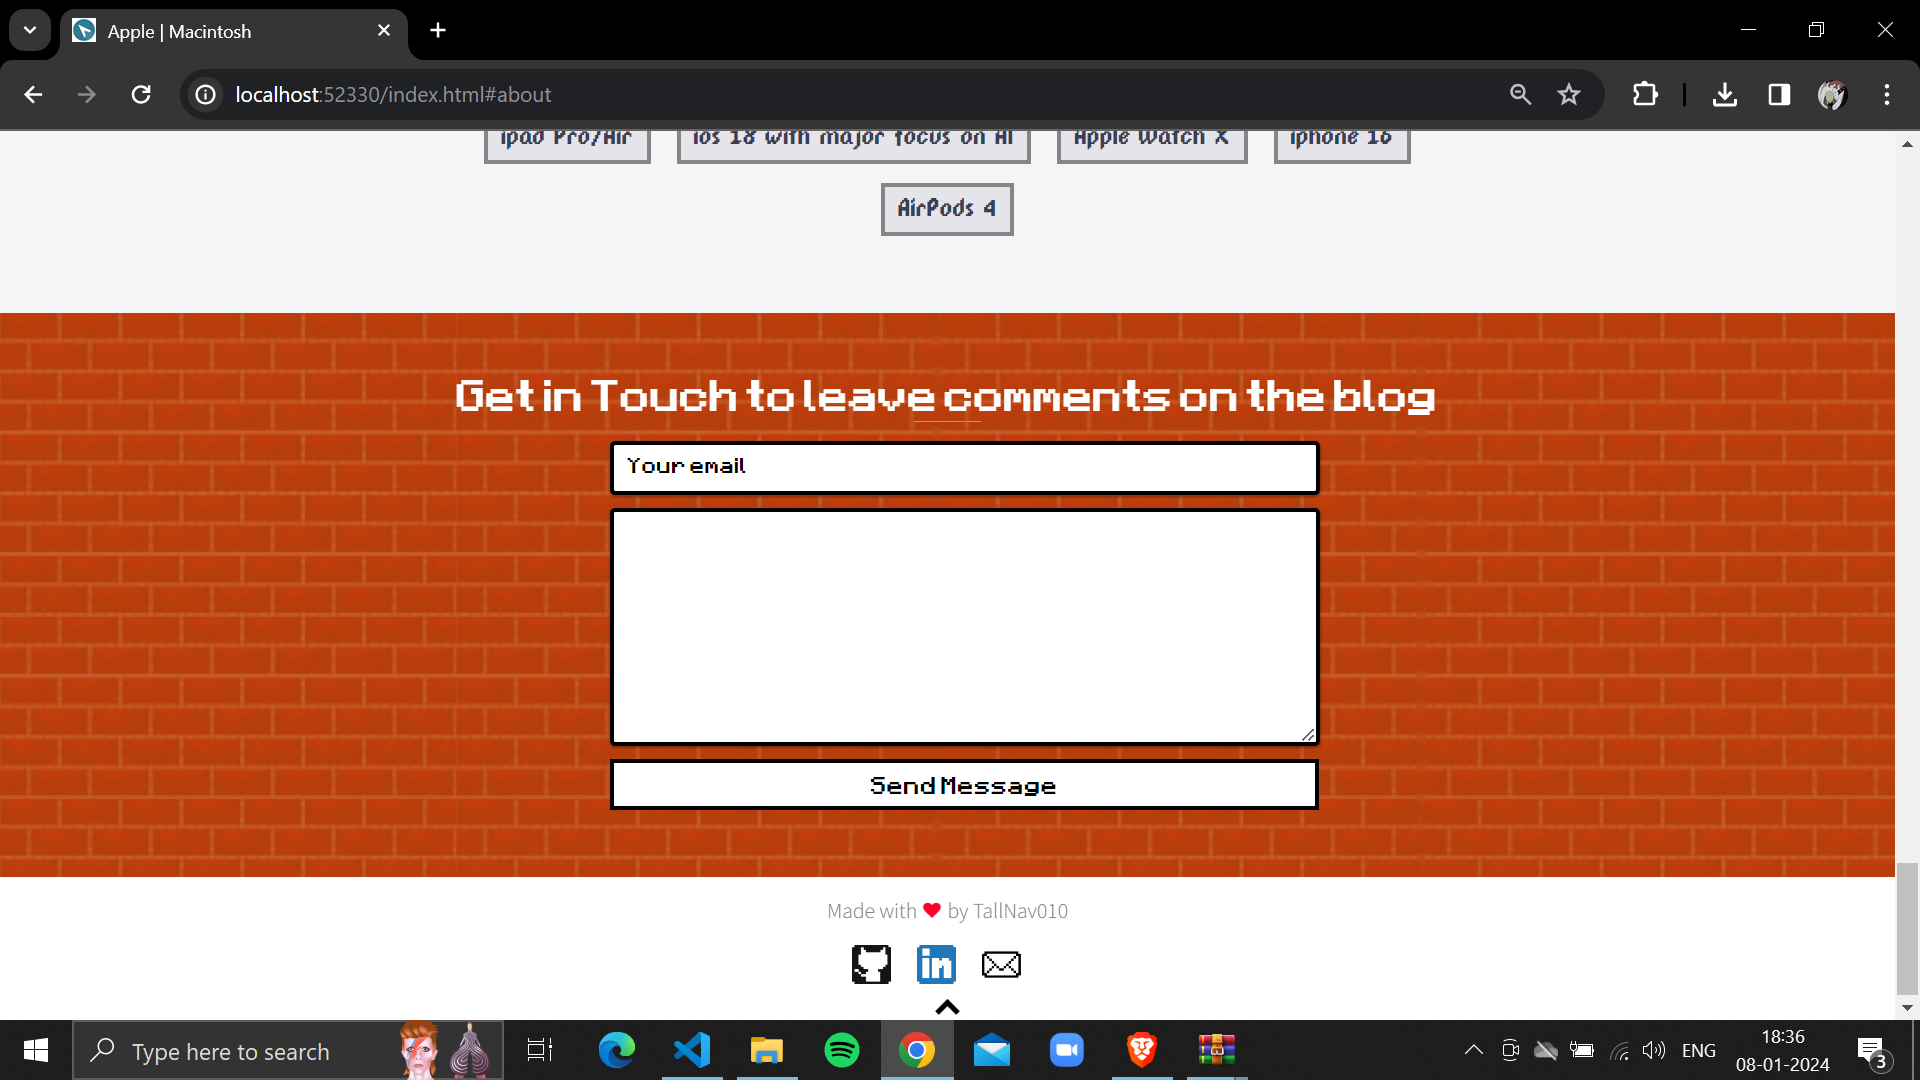 Apple | Macintosh
localhost:52330/index.html#about
ipad Pro/Air
ios 18 with major focus on AI
Apple Watch X
iphone 16
AirPods 4
Get in Touch to leave comments on the blog
Your email
Send Message
Made with ❤ by TallNav010
in
Type here to search
ENG
18:36
08-01-2024
3